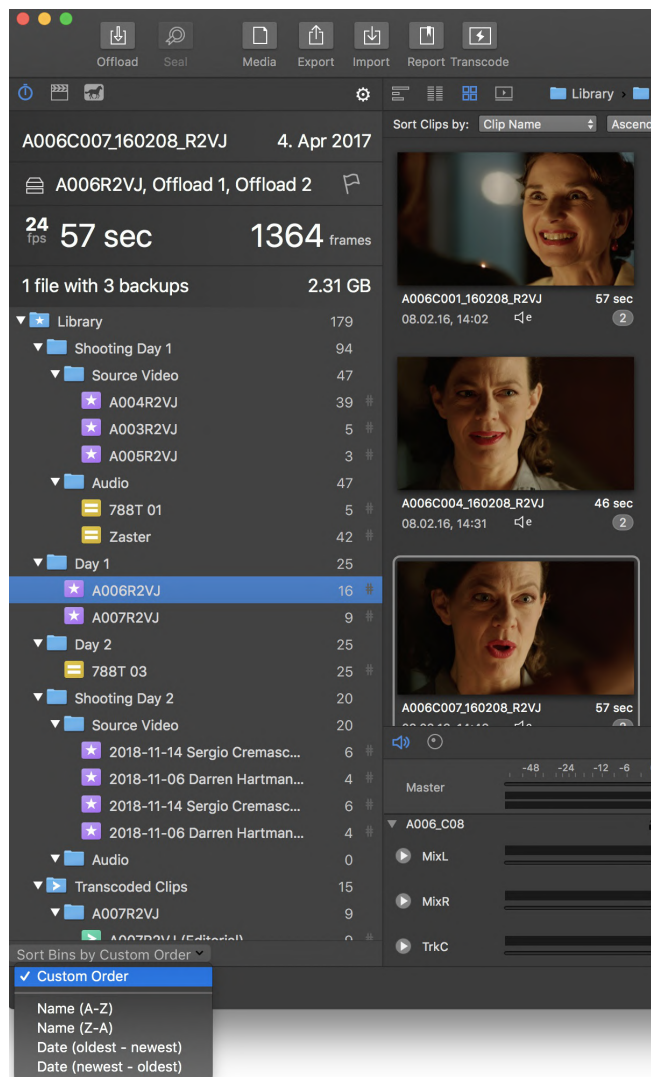 Offload Seal Media Export Import Report Transcode
Library
A006C007_160208_R2VJ 4. Apr 2017
A006R2VJ, Offload 1, Offload 2
24 fps 57 sec 1364 frames
1 file with 3 backups 2.31 GB
Library 179
Shooting Day 1 94
Source Video 47
A004R2VJ 39 #
A003R2VJ 5 #
A005R2VJ 3 #
Audio 47
788T 01 5 #
Zaster 42 #
Day 1 25
A006R2VJ 16 #
A007R2VJ 9 #
Day 2 25
788T 03 25 #
Shooting Day 2 20
Source Video 20
2018-11-14 Sergio Cremasc... 6 #
2018-11-06 Darren Hartman... 4 #
2018-11-14 Sergio Cremasc... 6 #
2018-11-06 Darren Hartman... 4 #
Audio 0
Transcoded Clips 15
A007R2VJ 9
A007R2VJ (Editorial) 9 #
Sort Bins by Custom Order
✓ Custom Order
Name (A-Z)
Name (Z-A)
Date (oldest - newest)
Date (newest - oldest)
Sort Clips by: Clip Name Ascend
A006C001_160208_R2VJ 57 sec
08.02.16, 14:02 e 2
A006C004_160208_R2VJ 46 sec
08.02.16, 14:31 e 2
A006C007_160208_R2VJ 57 sec
-48 -24 -12 -6
Master
A006_C08
MixL
MixR
TrkC